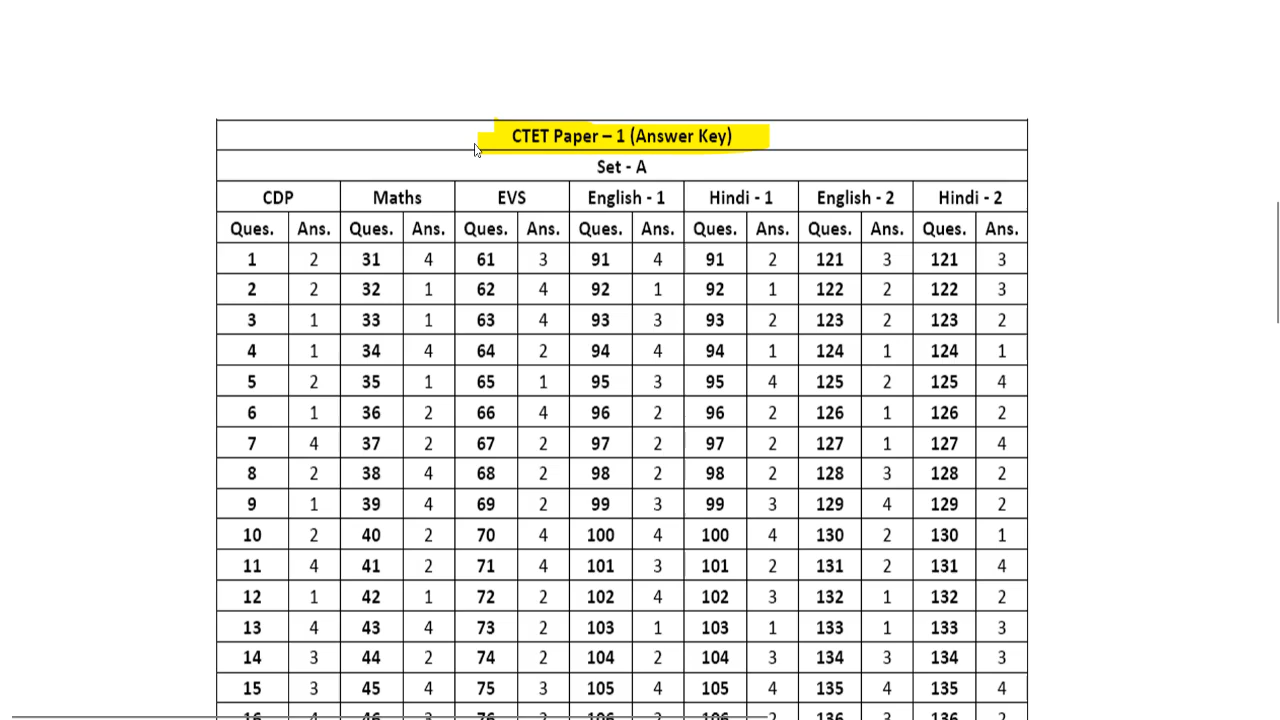 CTET Paper – 1 (Answer Key)
Set - A
CDP Maths EVS English - 1 Hindi - 1 English - 2 Hindi - 2
Ques. Ans. Ques. Ans. Ques. Ans. Ques. Ans. Ques. Ans. Ques. Ans. Ques. Ans.
1 2 31 4 61 3 91 4 91 2 121 3 121 3
2 2 32 1 62 4 92 1 92 1 122 2 122 3
3 1 33 1 63 4 93 3 93 2 123 2 123 2
4 1 34 4 64 2 94 4 94 1 124 1 124 1
5 2 35 1 65 1 95 3 95 4 125 2 125 4
6 1 36 2 66 4 96 2 96 2 126 1 126 2
7 4 37 2 67 2 97 2 97 2 127 1 127 4
8 2 38 4 68 2 98 2 98 2 128 3 128 2
9 1 39 4 69 2 99 3 99 3 129 4 129 2
10 2 40 2 70 4 100 4 100 4 130 2 130 1
11 4 41 2 71 4 101 3 101 2 131 2 131 4
12 1 42 1 72 2 102 4 102 3 132 1 132 2
13 4 43 4 73 2 103 1 103 1 133 1 133 3
14 3 44 2 74 2 104 2 104 3 134 3 134 3
15 3 45 4 75 3 105 4 105 4 135 4 135 4
16 46 76 106 106 136 136